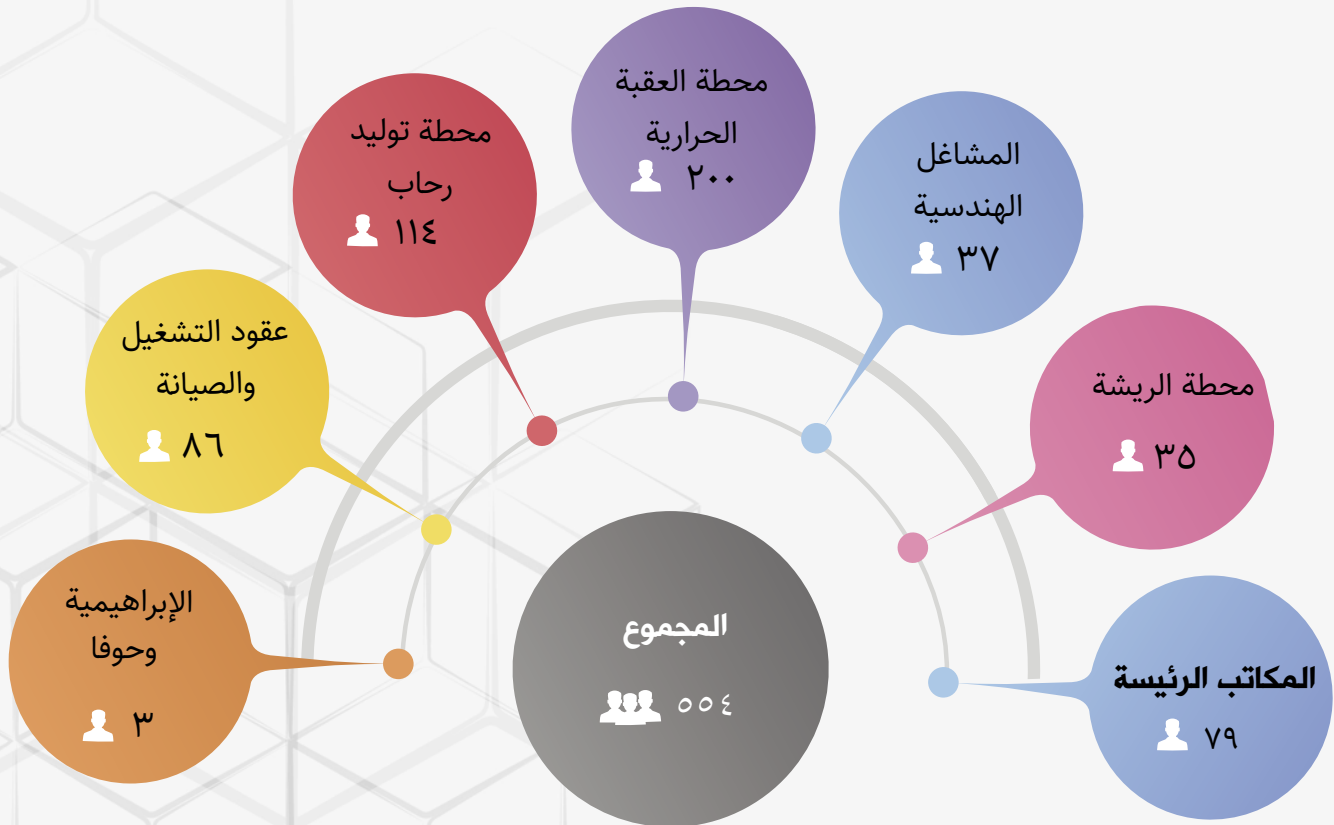 محطة العقبة
الحرارية
٢٠٠
المشاغل
الهندسية
٣٧
محطة توليد
رحاب
١١٤
محطة الريشة
٣٥
عقود التشغيل
والصيانة
٨٦
المكاتب الرئيسة
٧٩
الإبراهيمية
وحوفا
٣
المجموع
٥٥٤